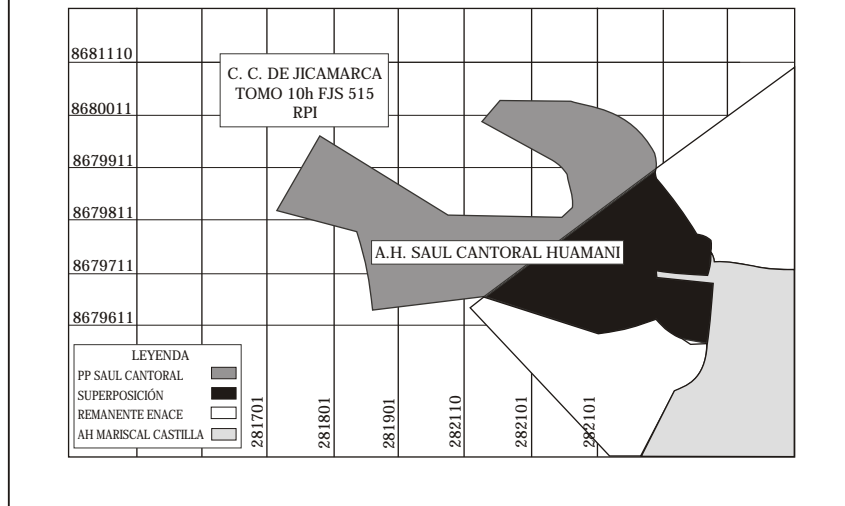 8681110
C. C. DE JICAMARCA
TOMO 10h FJS 515
RPI
8680011
8679911
8679811
A.H. SAUL CANTORAL HUAMANI
8679711
8679611
LEYENDA
PP SAUL CANTORAL
SUPERPOSICIÓN
REMANENTE ENACE
AH MARISCAL CASTILLA
281701
281801
281901
282110
282101
282101